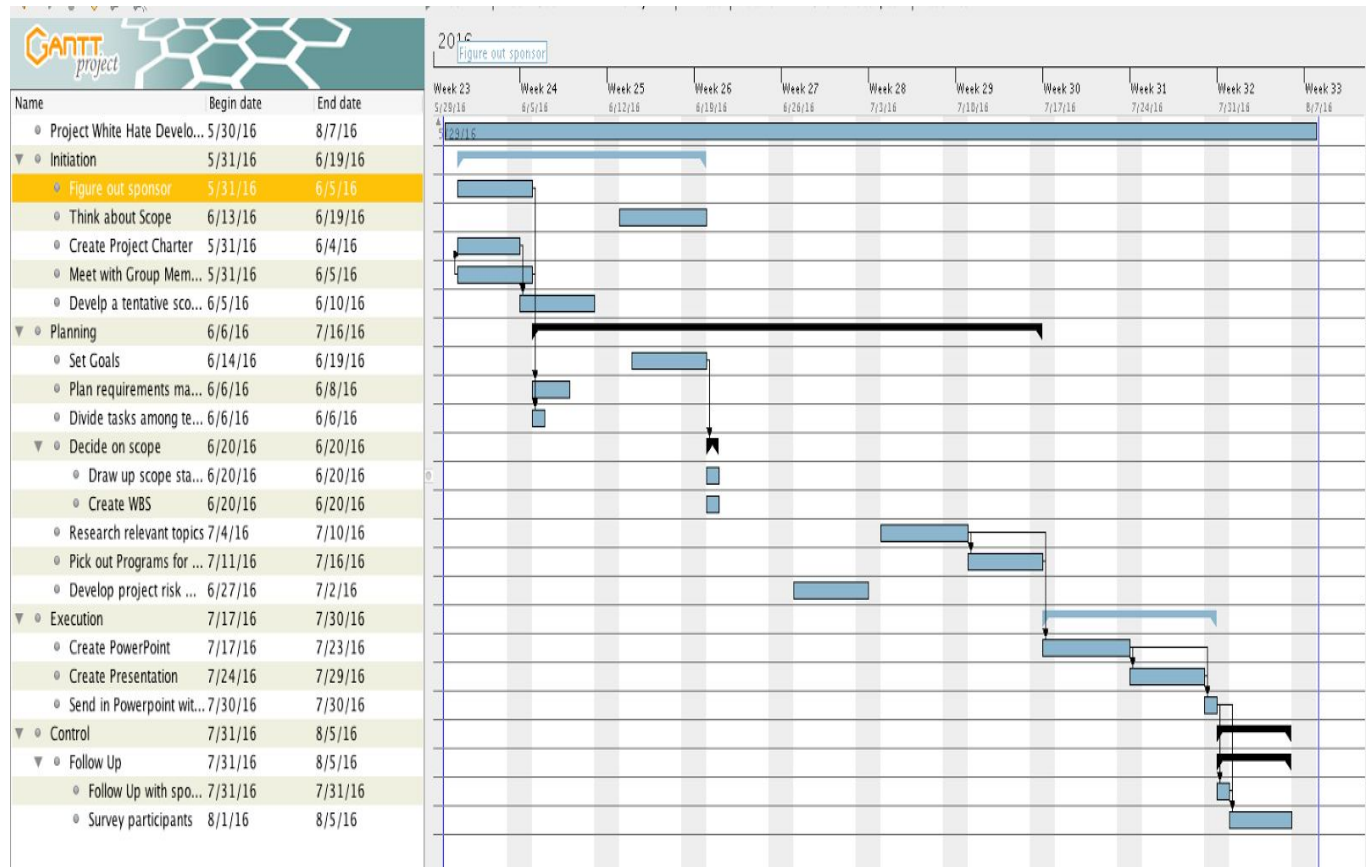 GANTT
project
2016
Figure out sponsor
Week 23 Week 24 Week 25 Week 26 Week 27 Week 28 Week 29 Week 30 Week 31 Week 32 Week 33
5/29/16 6/5/16 6/12/16 6/19/16 6/26/16 7/3/16 7/10/16 7/17/16 7/24/16 7/31/16 8/7/16
Name Begin date End date
Project White Hate Develo... 5/30/16 8/7/16
5/29/16
Initiation 5/31/16 6/19/16
Figure out sponsor 5/31/16 6/5/16
Think about Scope 6/13/16 6/19/16
Create Project Charter 5/31/16 6/4/16
Meet with Group Mem... 5/31/16 6/5/16
Develp a tentative sco... 6/5/16 6/10/16
Planning 6/6/16 7/16/16
Set Goals 6/14/16 6/19/16
Plan requirements ma... 6/6/16 6/8/16
Divide tasks among te... 6/6/16 6/6/16
Decide on scope 6/20/16 6/20/16
Draw up scope sta... 6/20/16 6/20/16
Create WBS 6/20/16 6/20/16
Research relevant topics 7/4/16 7/10/16
Pick out Programs for ... 7/11/16 7/16/16
Develop project risk ... 6/27/16 7/2/16
Execution 7/17/16 7/30/16
Create PowerPoint 7/17/16 7/23/16
Create Presentation 7/24/16 7/29/16
Send in Powerpoint wit... 7/30/16 7/30/16
Control 7/31/16 8/5/16
Follow Up 7/31/16 8/5/16
Follow Up with spo... 7/31/16 7/31/16
Survey participants 8/1/16 8/5/16